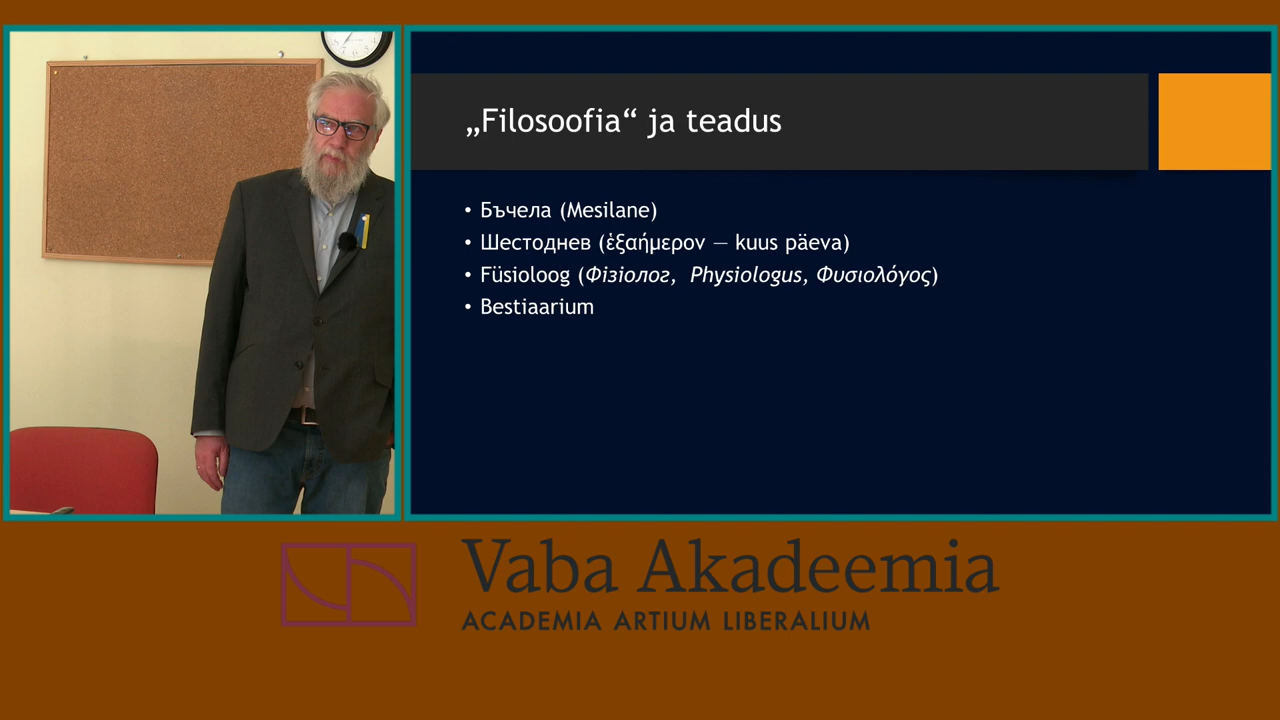 „Filosoofia“ ja teadus
• Бъчела (Mesilane)
• Шестоднев (ἑξαήμερον — kuus päeva)
• Füsioloog (Фізіолог,  Physiologus, Φυσιολόγος)
• Bestiaarium
Vaba Akadeemia
ACADEMIA ARTIUM LIBERALIUM